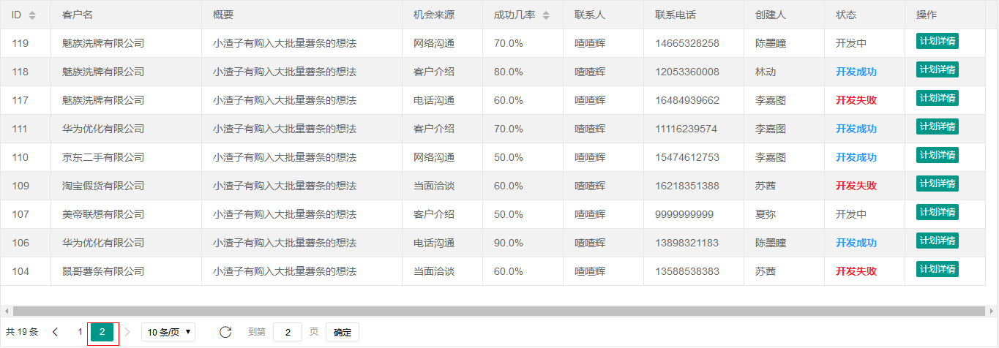 ID 客户名 概要 机会来源 成功几率 联系人 联系电话 创建人 状态 操作
119 魅族洗牌有限公司 小渣子有购入大批量薯条的想法 网络沟通 70.0% 喳喳辉 14665328258 陈墨瞳 开发中 计划详情
118 魅族洗牌有限公司 小渣子有购入大批量薯条的想法 客户介绍 80.0% 喳喳辉 12053360008 林动 开发成功 计划详情
117 魅族洗牌有限公司 小渣子有购入大批量薯条的想法 电话沟通 60.0% 喳喳辉 16484939662 李嘉图 开发失败 计划详情
111 华为优化有限公司 小渣子有购入大批量薯条的想法 客户介绍 70.0% 喳喳辉 11116239574 李嘉图 开发成功 计划详情
110 京东二手有限公司 小渣子有购入大批量薯条的想法 网络沟通 50.0% 喳喳辉 15474612753 李嘉图 开发成功 计划详情
109 淘宝假货有限公司 小渣子有购入大批量薯条的想法 当面洽谈 60.0% 喳喳辉 16218351388 苏茜 开发失败 计划详情
107 美帝联想有限公司 小渣子有购入大批量薯条的想法 客户介绍 50.0% 喳喳辉 9999999999 夏弥 开发中 计划详情
106 华为优化有限公司 小渣子有购入大批量薯条的想法 电话沟通 90.0% 喳喳辉 13898321183 陈墨瞳 开发成功 计划详情
104 鼠哥薯条有限公司 小渣子有购入大批量薯条的想法 当面洽谈 60.0% 喳喳辉 13588538383 苏茜 开发失败 计划详情
共 19 条 1 2 10 条/页 到第 2 页 确定